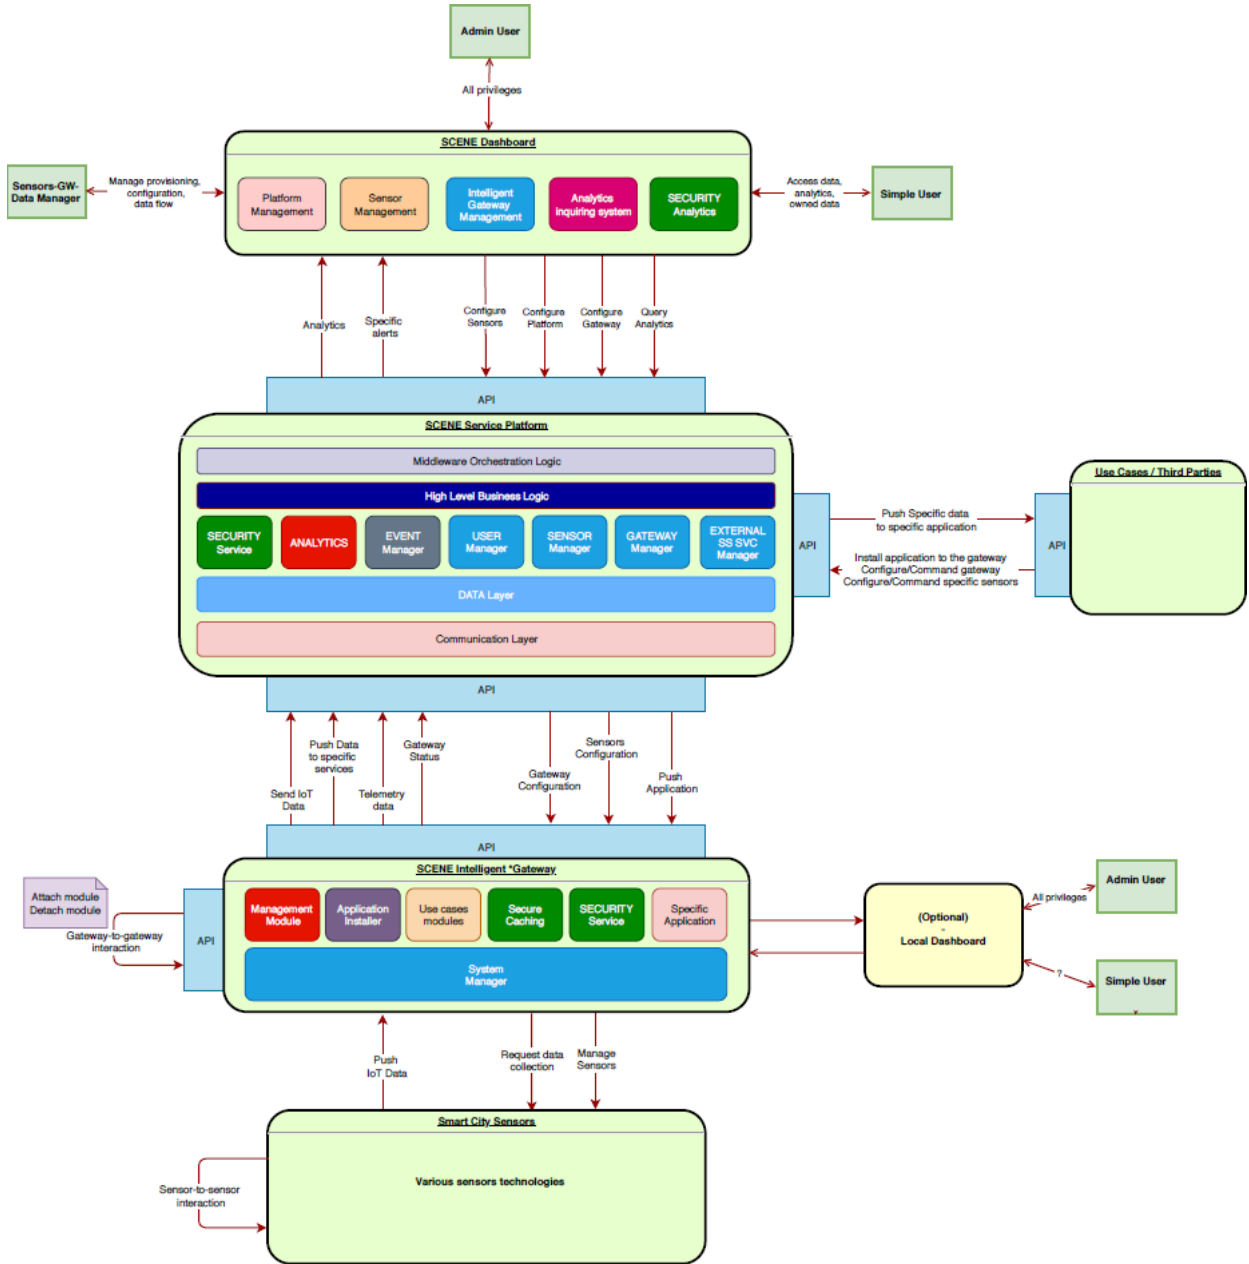 Admin User
All privileges
SCENE Dashboard
Sensors-GW-
Data Manager
Manage provisioning,
configuration,
data flow
Platform
Management
Sensor
Management
Intelligent
Gateway
Management
Analytics
inquiring system
SECURITY
Analytics
Access data,
analytics,
owned data
Simple User
Analytics
Specific
alerts
Configure
Sensors
Configure
Platform
Configure
Gateway
Query
Analytics
API
SCENE Service Platform
Middleware Orchestration Logic
High Level Business Logic
SECURITY
Service
ANALYTICS
EVENT
Manager
USER
Manager
SENSOR
Manager
GATEWAY
Manager
EXTERNAL
SS SVC
Manager
DATA Layer
Communication Layer
API
API
Push Specific data
to specific application
Install application to the gateway
Configure/Command gateway
Configure/Command specific sensors
API
Use Cases / Third Parties
Send IoT
Data
Push Data
to specific
services
Telemetry
data
Gateway
Status
Gateway
Configuration
Sensors
Configuration
Push
Application
API
SCENE Intelligent *Gateway
Attach module
Detach module
Gateway-to-gateway
interaction
API
Management
Module
Application
Installer
Use cases
modules
Secure
Caching
SECURITY
Service
Specific
Application
System
Manager
(Optional)
-
Local Dashboard
All privileges
Admin User
?
Simple User
Push
IoT Data
Request data
collection
Manage
Sensors
Smart City Sensors
Various sensors technologies
Sensor-to-sensor
interaction